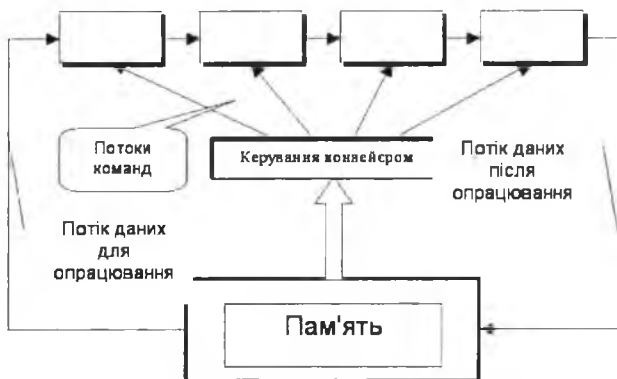 Потоки
команд
Керування конвейєром
Потік даних
після
опрацювання
Потік даних
для
опрацювання
Пам'ять